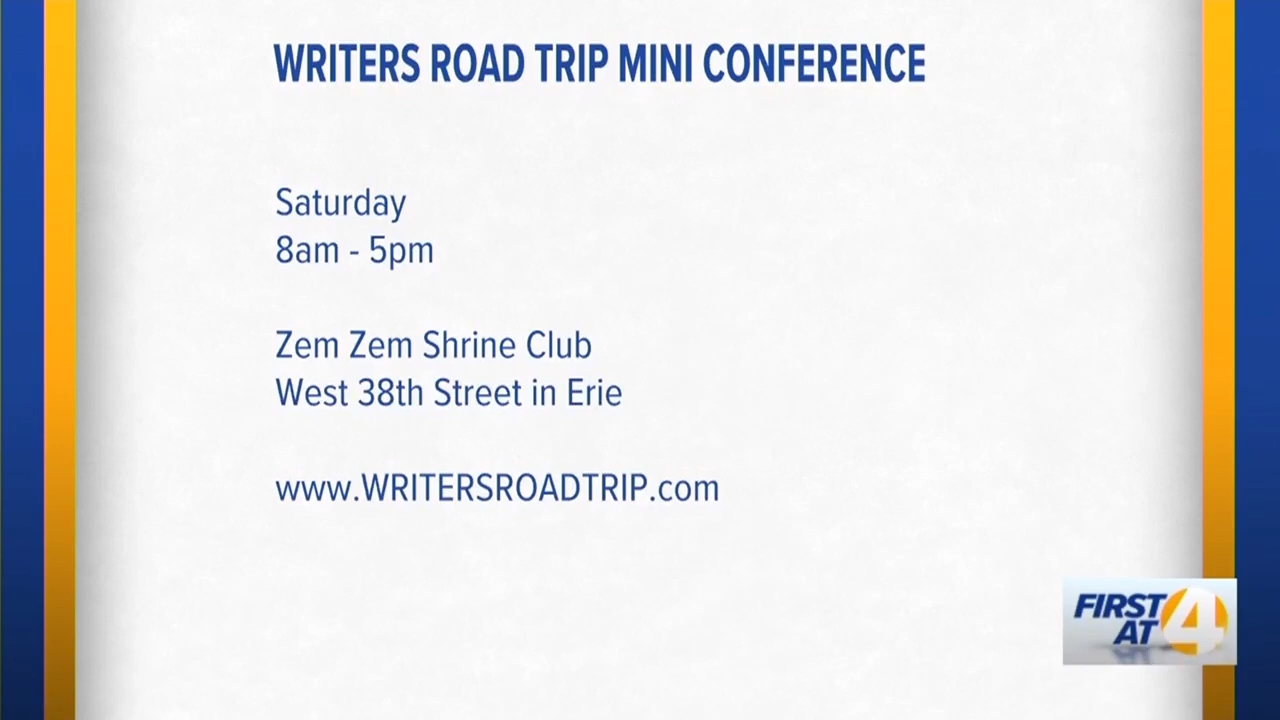 WRITERS ROAD TRIP MINI CONFERENCE
Saturday
8am - 5pm
Zem Zem Shrine Club
West 38th Street in Erie
www.WRITERSROADTRIP.com
FIRST
AT 4